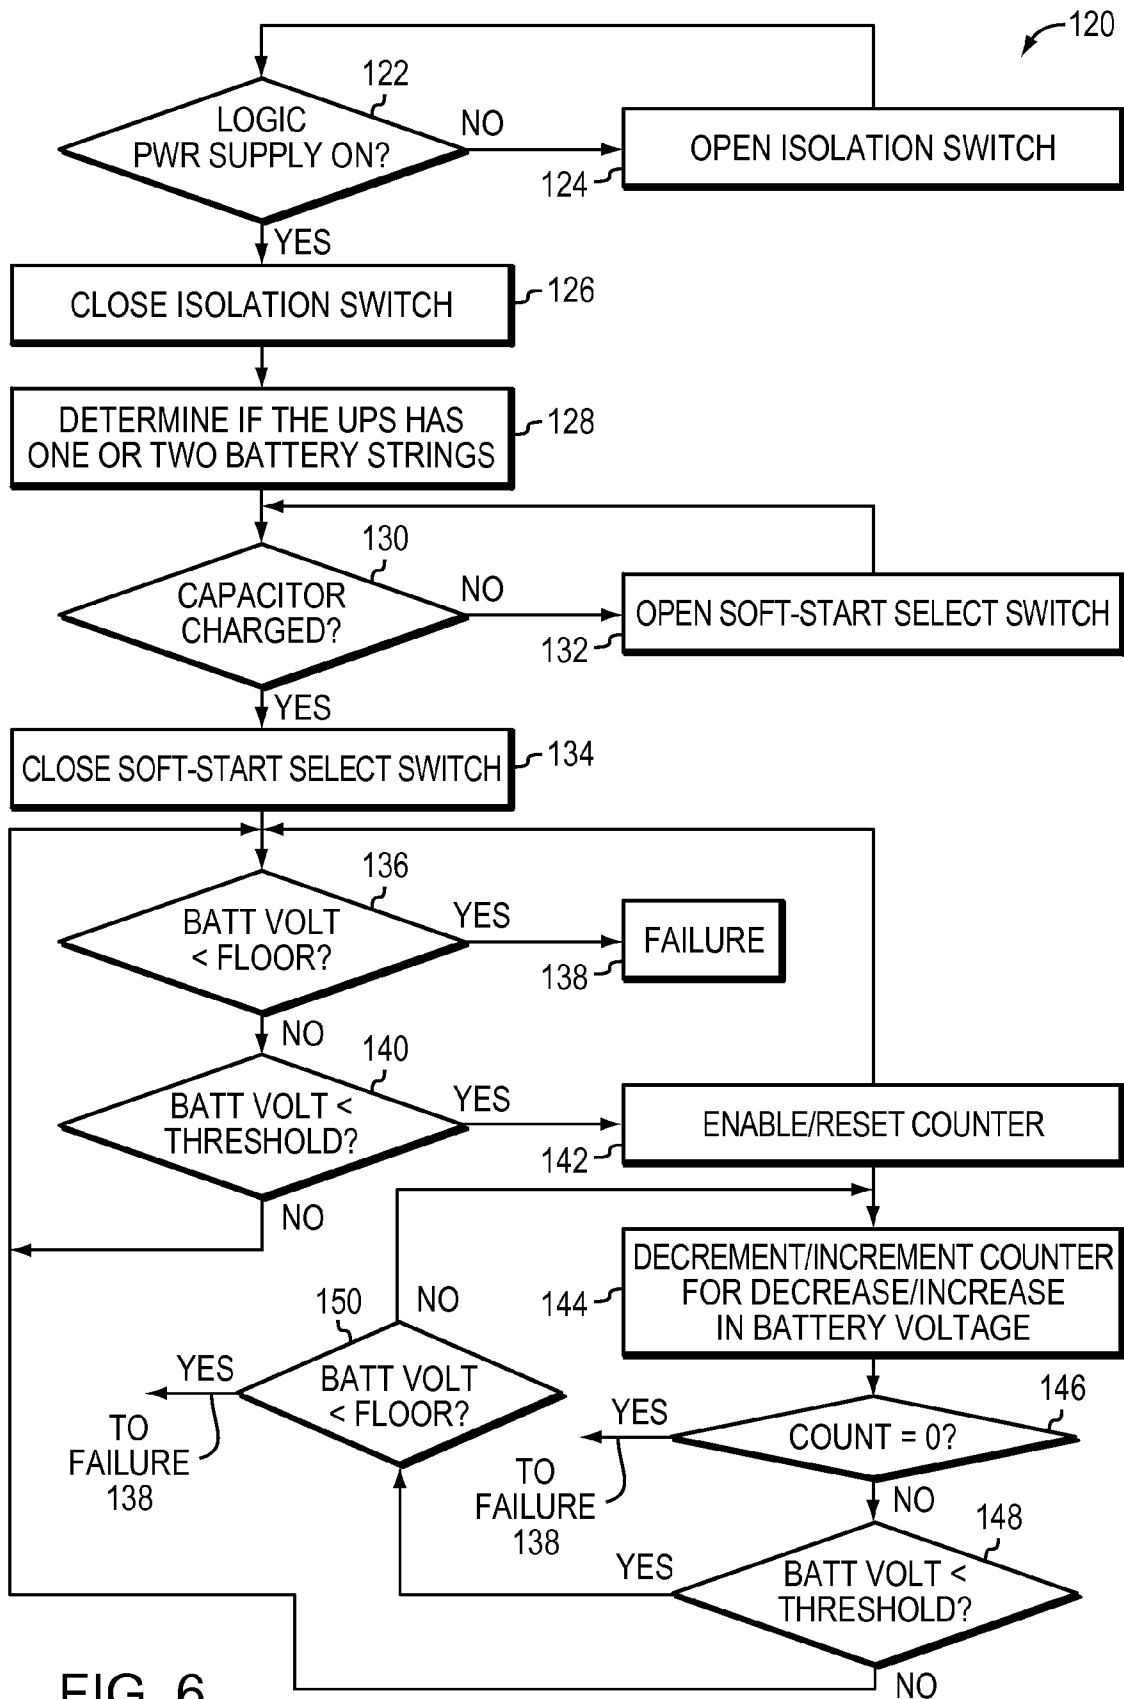 120
122
LOGIC
PWR SUPPLY ON?
NO
OPEN ISOLATION SWITCH
124
YES
CLOSE ISOLATION SWITCH
126
DETERMINE IF THE UPS HAS
ONE OR TWO BATTERY STRINGS
128
130
CAPACITOR
CHARGED?
NO
OPEN SOFT-START SELECT SWITCH
132
YES
CLOSE SOFT-START SELECT SWITCH
134
136
BATT VOLT
< FLOOR?
YES
FAILURE
138
NO
140
BATT VOLT <
THRESHOLD?
YES
ENABLE/RESET COUNTER
142
NO
DECREMENT/INCREMENT COUNTER
FOR DECREASE/INCREASE
IN BATTERY VOLTAGE
144
150
NO
BATT VOLT
< FLOOR?
YES
TO
FAILURE
138
146
COUNT = 0?
YES
TO
FAILURE
138
NO
148
BATT VOLT <
THRESHOLD?
YES
NO
FIG. 6